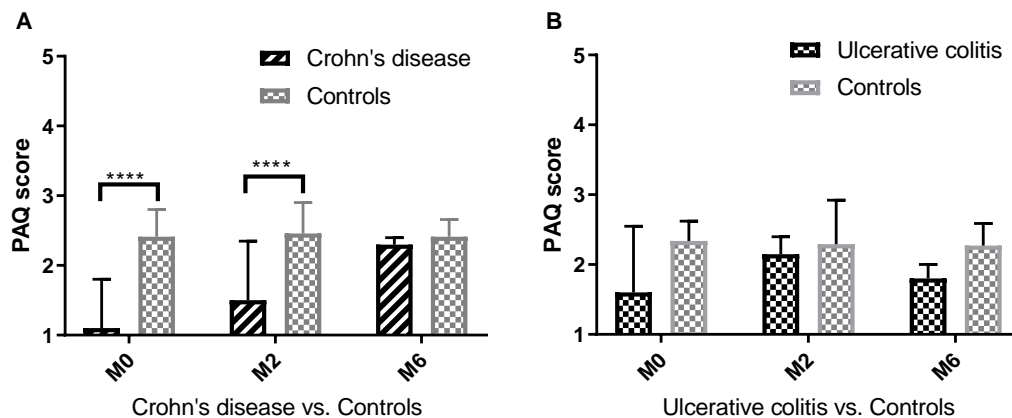 A
Crohn's disease
Controls
PAQ score
5
4
3
2
1
****
****
M0
M2
M6
Crohn's disease vs. Controls
B
Ulcerative colitis
Controls
PAQ score
5
4
3
2
1
M0
M2
M6
Ulcerative colitis vs. Controls